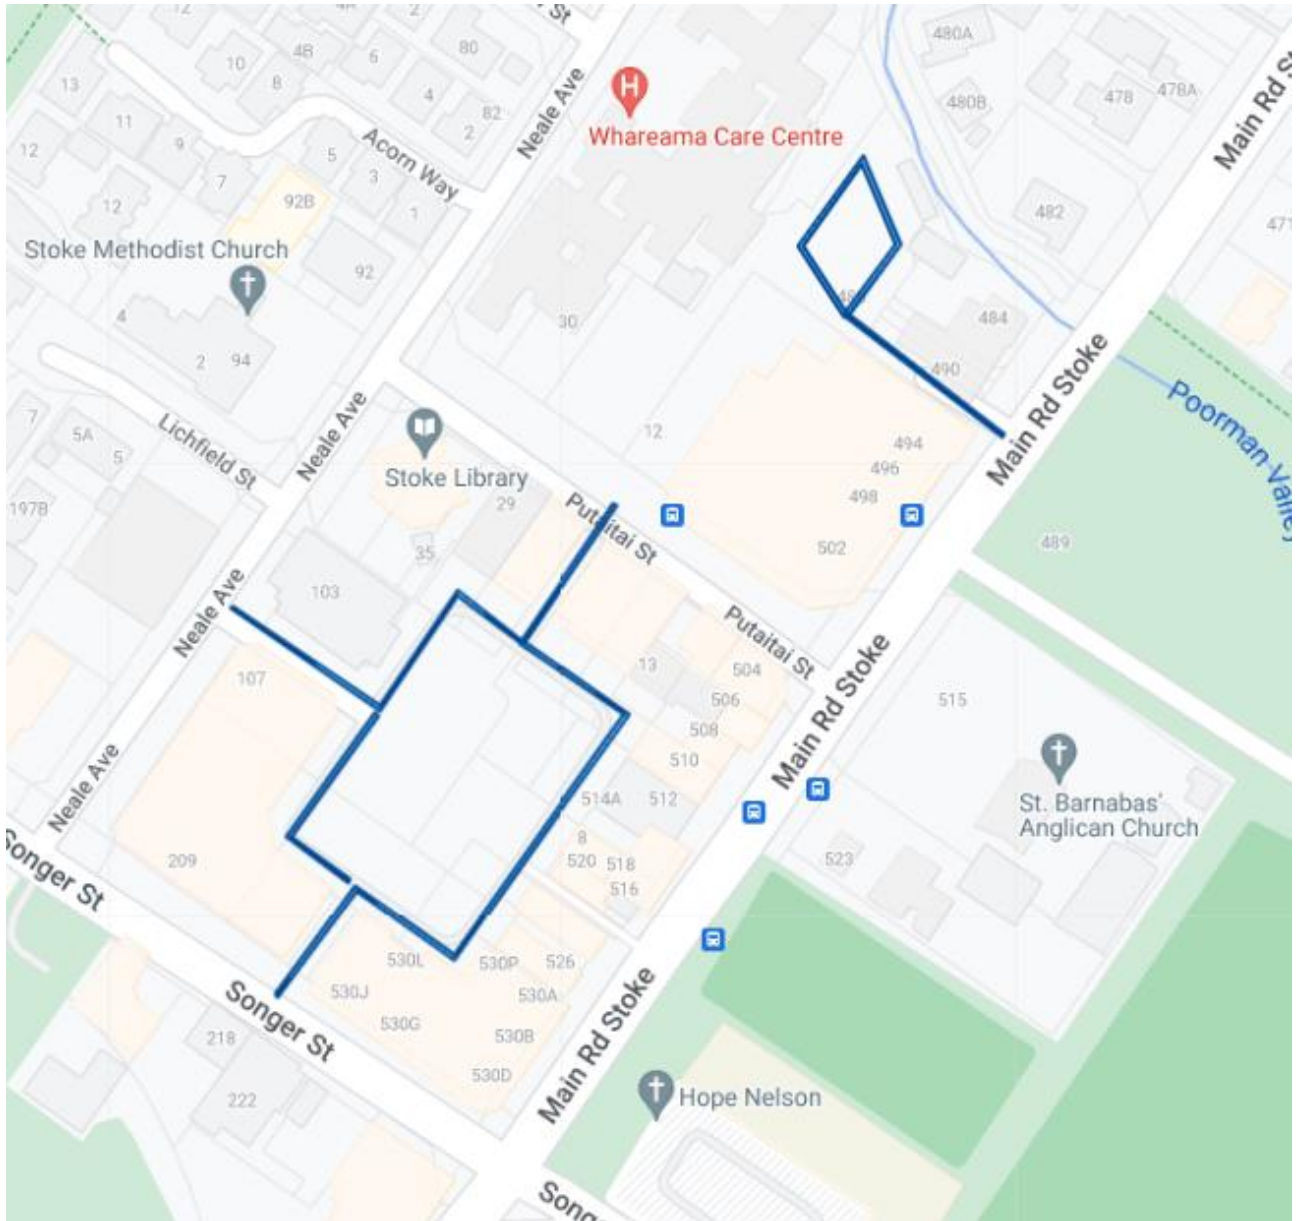 480A
4B
6
80
Neale Ave
Main Rd St
10
8
13
4
82
2
480B
478
478A
11
Whareama Care Centre
12
9
5
Acorn Way
7
3
92B
1
12
482
471
Stoke Methodist Church
92
4
30
484
2
94
490
Main Rd Stoke
Poorman Valley
7
5A
5
Lichfield St
Neale Ave
12
494
Stoke Library
496
498
29
197B
Putaitai St
502
489
35
103
Neale Ave
Putaitai St
13
504
107
506
515
508
Main Rd Stoke
510
Neale Ave
514A
512
St. Barnabas'
Anglican Church
8
520
518
523
516
Songer St
209
530L
530P
526
530J
530A
530G
530B
Songer St
218
530D
222
Main Rd Stoke
Hope Nelson